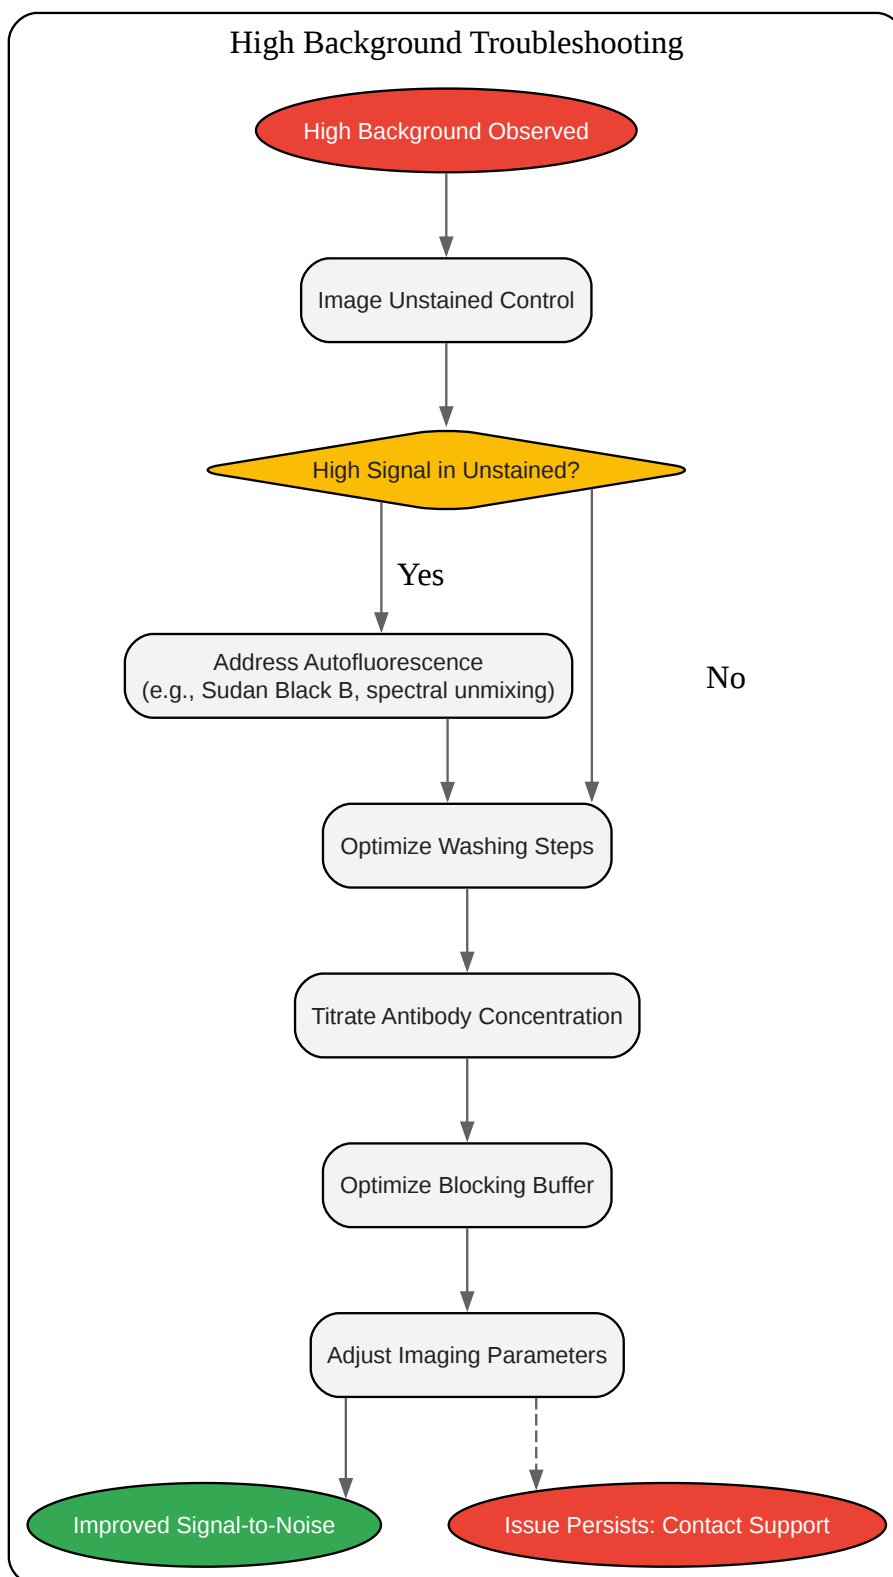 High Background Troubleshooting
High Background Observed
Image Unstained Control
High Signal in Unstained?
Yes
Address Autofluorescence
(e.g., Sudan Black B, spectral unmixing)
No
Optimize Washing Steps
Titrate Antibody Concentration
Optimize Blocking Buffer
Adjust Imaging Parameters
Improved Signal-to-Noise
Issue Persists: Contact Support